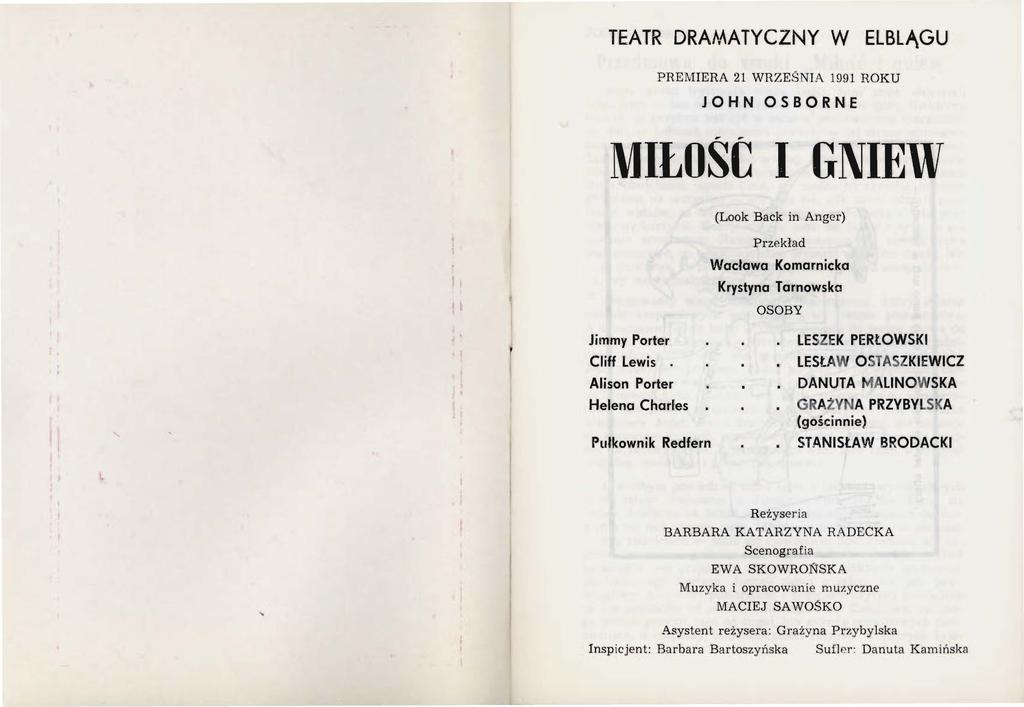 TEATR DRAMATYCZNY W ELBLĄGU
PREMIERA 21 WRZEŚNIA 1991 ROKU
JOHN OSBORNE
MIŁOŚĆ I GNIEW
(Look Back in Anger)
Przekład
Wacława Komarnicka
Krystyna Tarnowska
OSOBY
Jimmy Porter . . . LESZEK PERŁOWSKI
Cliff Lewis . . . . LESŁAW OSTASZKIEWICZ
Alison Porter . . . DANUTA MALINOWSKA
Helena Charles . . . GRAŻYNA PRZYBYLSKA
(gościnnie)
Pułkownik Redfern . . STANISŁAW BRODACKI
Reżyseria
BARBARA KATARZYNA RADECKA
Scenografia
EWA SKOWROŃSKA
Muzyka i opracowanie muzyczne
MACIEJ SAWOŚKO
Asystent reżysera: Grażyna Przybylska
Inspicjent: Barbara Bartoszyńska Sufler: Danuta Kamińska